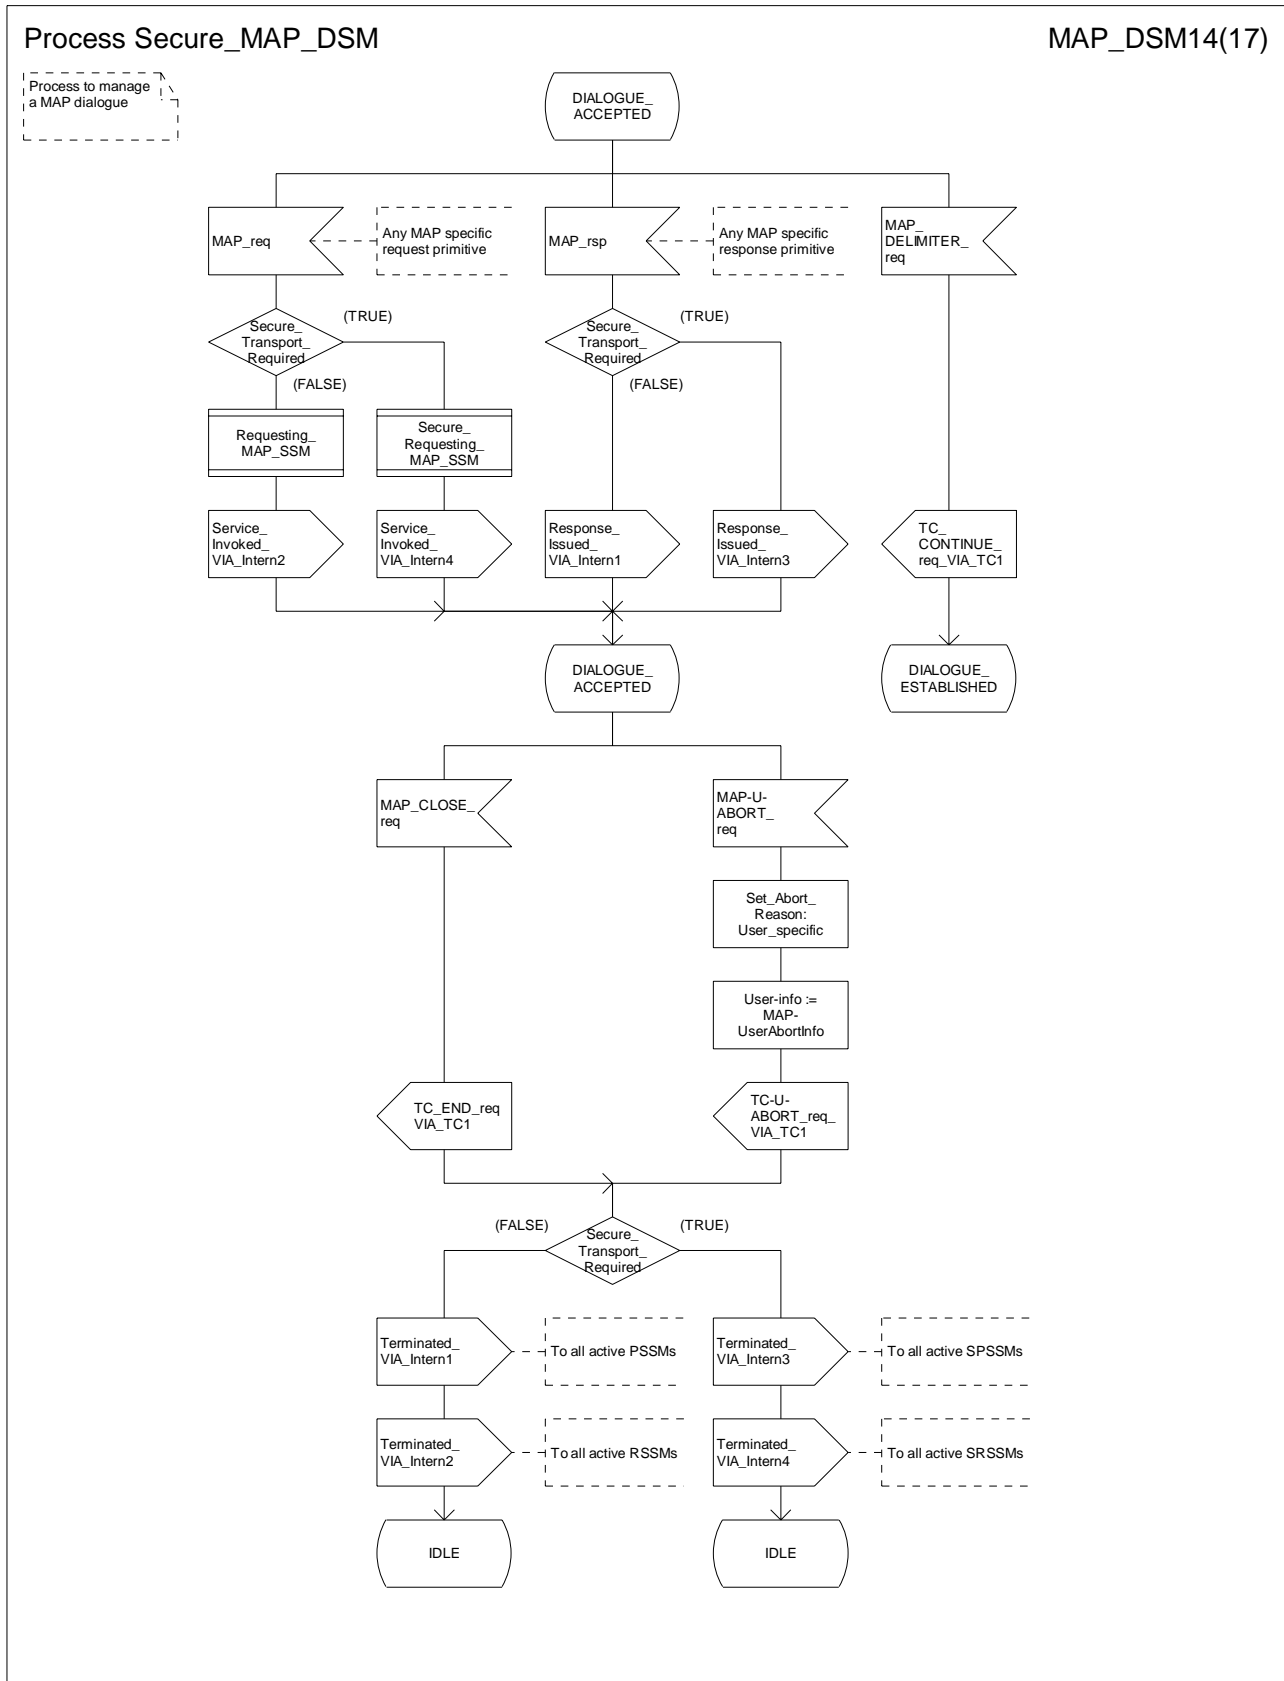 Process Secure_MAP_DSM
MAP_DSM14(17)
Process to manage
a MAP dialogue
DIALOGUE_
ACCEPTED
MAP_req
Any MAP specific
request primitive
MAP_rsp
Any MAP specific
response primitive
MAP_
DELIMITER_
req
Secure_
Transport_
Required
(TRUE)
(FALSE)
Secure_
Transport_
Required
(TRUE)
(FALSE)
Requesting_
MAP_SSM
Secure_
Requesting_
MAP_SSM
Service_
Invoked_
VIA_Intern2
Service_
Invoked_
VIA_Intern4
Response_
Issued_
VIA_Intern1
Response_
Issued_
VIA_Intern3
TC_
CONTINUE_
req_VIA_TC1
DIALOGUE_
ACCEPTED
DIALOGUE_
ESTABLISHED
MAP_CLOSE_
req
MAP-U-
ABORT_
req
Set_Abort_
Reason:
User_specific
User-info :=
MAP-
UserAbortInfo
TC_END_req
VIA_TC1
TC-U-
ABORT_req_
VIA_TC1
(FALSE)
Secure_
Transport_
Required
(TRUE)
Terminated_
VIA_Intern1
To all active PSSMs
Terminated_
VIA_Intern3
To all active SPSSMs
Terminated_
VIA_Intern2
To all active RSSMs
Terminated_
VIA_Intern4
To all active SRSSMs
IDLE
IDLE